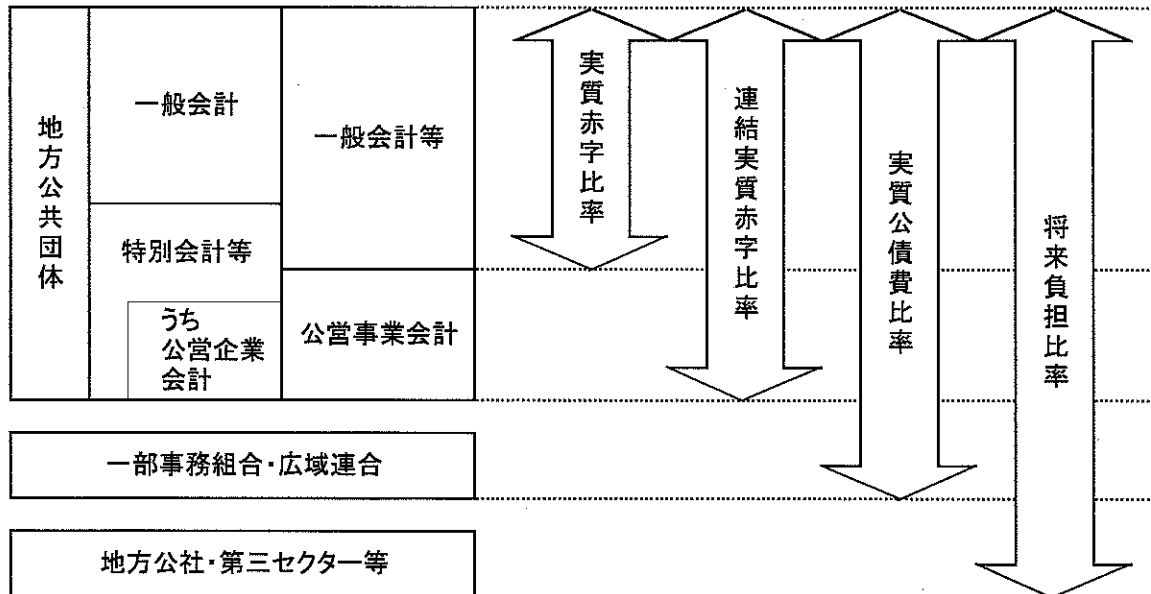 地方公共団体
一般会計
特別会計等
うち
公営企業
会計
一般会計等
公営事業会計
実質赤字比率
連結実質赤字比率
実質公債費比率
将来負担比率
一部事務組合・広域連合
地方公社・第三セクター等